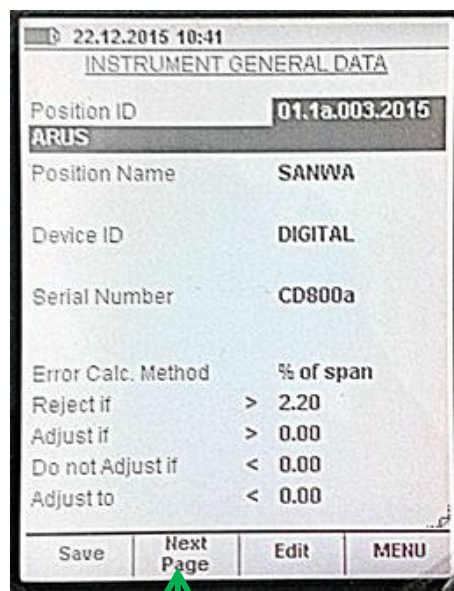 22.12.2015 10:41
INSTRUMENT GENERAL DATA
Position ID 01.1a.003.2015
ARUS
Position Name SANWA
Device ID DIGITAL
Serial Number CD800a
Error Calc. Method % of span
Reject if > 2.20
Adjust if > 0.00
Do not Adjust if < 0.00
Adjust to < 0.00
Save Next Page Edit MENU